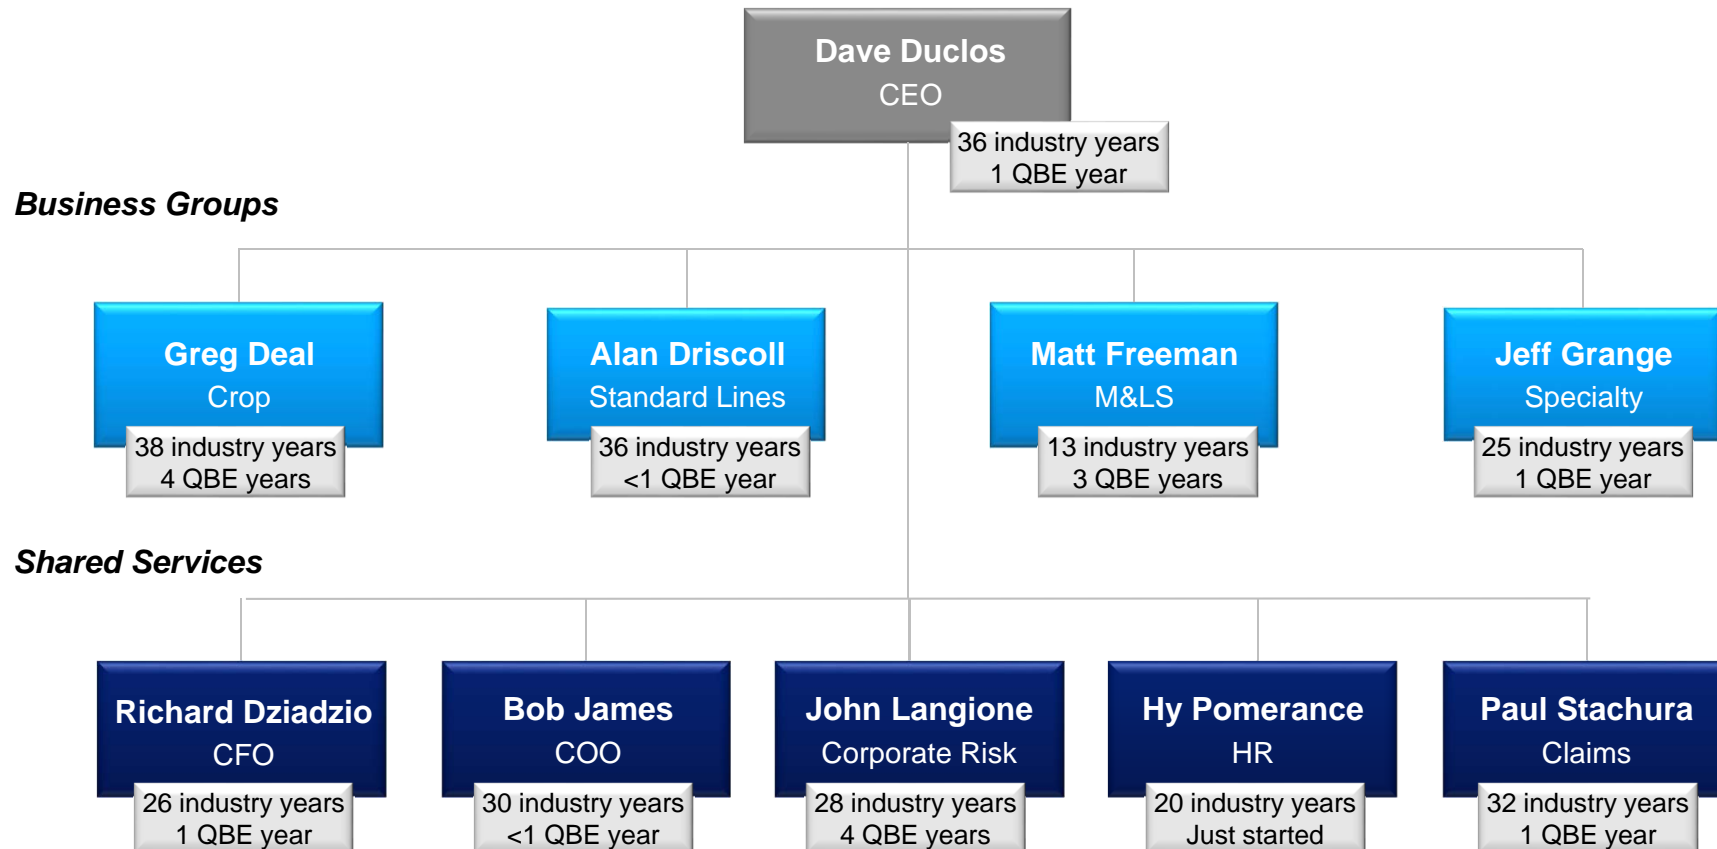 Dave Duclos
CEO
36 industry years
1 QBE year
Business Groups
Greg Deal
Crop
38 industry years
4 QBE years
Alan Driscoll
Standard Lines
36 industry years
<1 QBE year
Matt Freeman
M&LS
13 industry years
3 QBE years
Jeff Grange
Specialty
25 industry years
1 QBE year
Shared Services
Richard Dziadzio
CFO
26 industry years
1 QBE year
Bob James
COO
30 industry years
<1 QBE year
John Langione
Corporate Risk
28 industry years
4 QBE years
Hy Pomerance
HR
20 industry years
Just started
Paul Stachura
Claims
32 industry years
1 QBE year